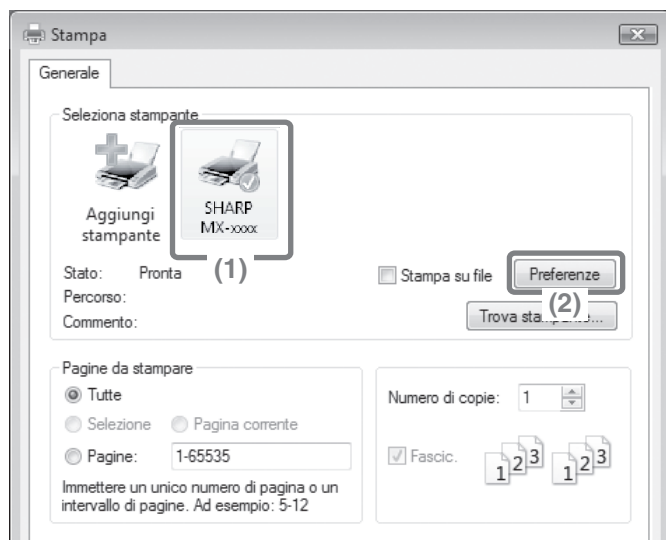 Stampa
Generale
Seleziona stampante
Aggiungi
stampante
SHARP
MX-xxxx
(1)
Stato: Pronta
Percorso:
Commento:
Stampa su file
Preferenze
(2)
Trova stampante...
Pagine da stampare
Tutte
Selezione Pagina corrente
Pagine: 1-65535
Immettere un unico numero di pagina o un
intervallo di pagine. Ad esempio: 5-12
Numero di copie: 1
Fascic.
1 2 3 1 2 3